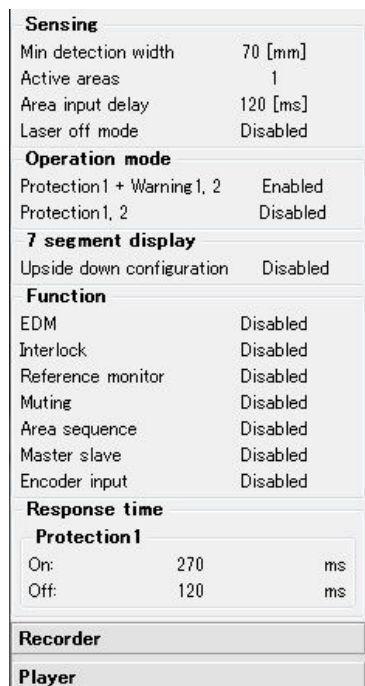 Sensing
Min detection width 70 [mm]
Active areas 1
Area input delay 120 [ms]
Laser off mode Disabled
Operation mode
Protection1 + Warning1, 2 Enabled
Protection1, 2 Disabled
7 segment display
Upside down configuration Disabled
Function
EDM Disabled
Interlock Disabled
Reference monitor Disabled
Muting Disabled
Area sequence Disabled
Master slave Disabled
Encoder input Disabled
Response time
Protection1
On: 270 ms
Off: 120 ms
Recorder
Player